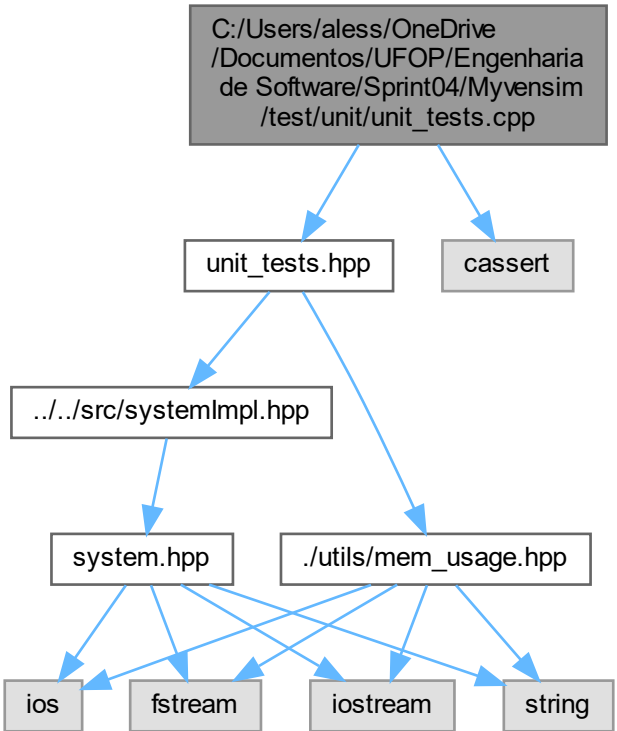 C:/Users/aless/OneDrive
/Documentos/UFOP/Engenharia
de Software/Sprint04/Myvensim
/test/unit/unit_tests.cpp
unit_tests.hpp
cassert
../../src/systemImpl.hpp
system.hpp
./utils/mem_usage.hpp
ios
fstream
iostream
string